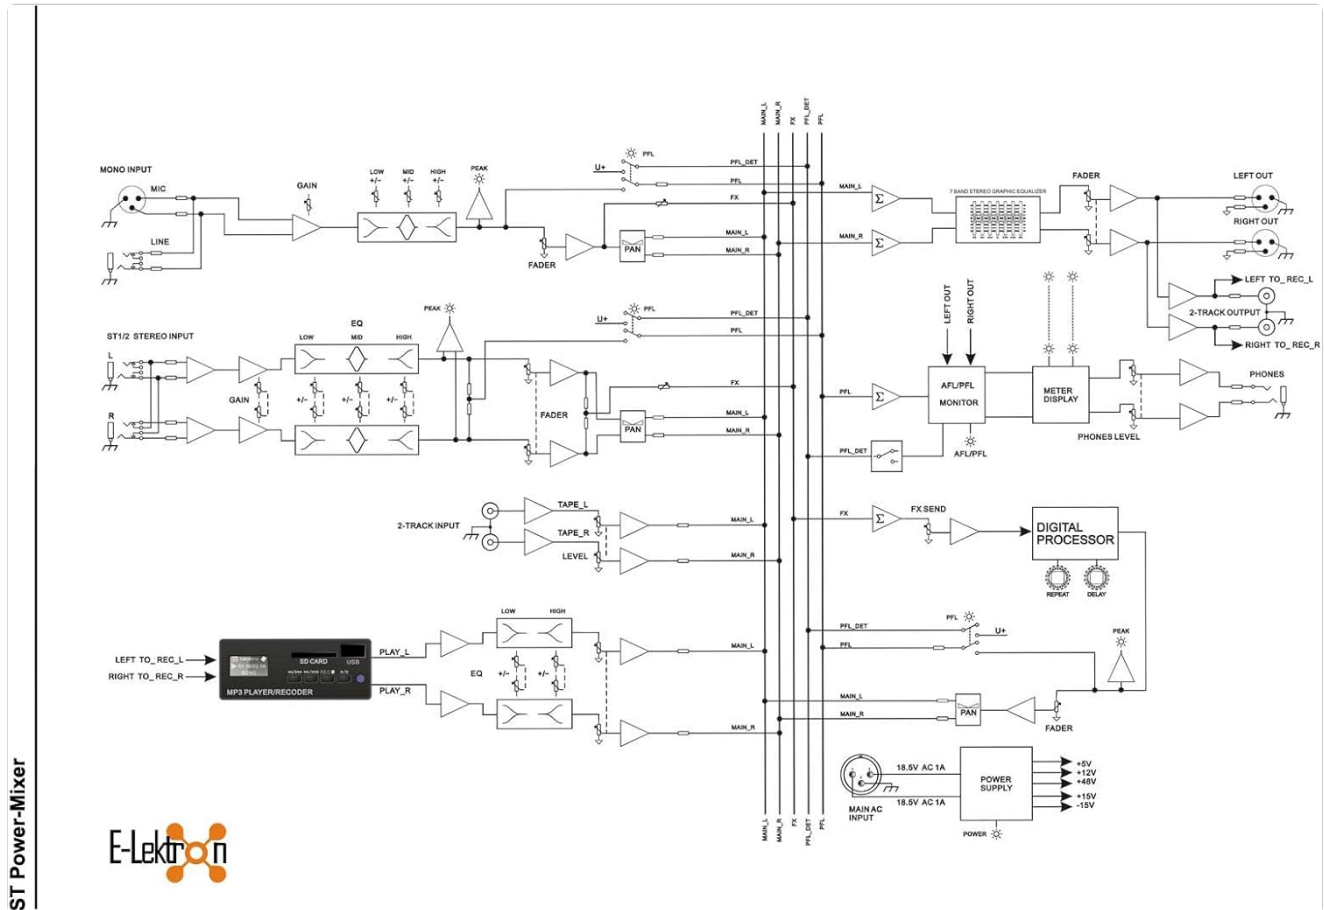 MAIN_L
MAIN_R
FX
PFL_DET
PFL
MONO INPUT
MIC
LINE
GAIN
LOW
+/-
MID
+/-
HIGH
+/-
PEAK
FADER
U+
PFL
PFL_DET
PFL
FX
MAIN_L
PAN
MAIN_R
MAIN_L
Σ
MAIN_R
Σ
7 BAND STEREO GRAPHIC EQUALIZER
FADER
LEFT OUT
RIGHT OUT
LEFT TO_REC_L
2-TRACK OUTPUT
RIGHT TO_REC_R
ST1/2 STEREO INPUT
L
R
GAIN
EQ
LOW
MID
HIGH
+/-
+/-
+/-
PEAK
FADER
U+
PFL
PFL_DET
PFL
FX
MAIN_L
PAN
MAIN_R
LEFT OUT
RIGHT OUT
PFL
Σ
AFL/PFL
MONITOR
AFL/PFL
METER
DISPLAY
PHONES
PHONES LEVEL
PFL_DET
2-TRACK INPUT
TAPE_L
TAPE_R
LEVEL
MAIN_L
MAIN_R
FX
Σ
FX SEND
DIGITAL
PROCESSOR
REPEAT
DELAY
LEFT TO_REC_L
RIGHT TO_REC_R
SD-CARD
USB
MP3 PLAYER/RECODER
PLAY_L
PLAY_R
LOW
HIGH
EQ
+/-
+/-
MAIN_L
MAIN_R
PFL_DET
PFL
PFL
U+
PEAK
MAIN_L
MAIN_R
PAN
FADER
MAIN AC
INPUT
18.5V AC 1A
18.5V AC 1A
POWER
SUPPLY
POWER
+5V
+12V
+48V
+15V
-15V
MAIN_L
MAIN_R
FX
PFL_DET
PFL
E-Lektron
ST Power-Mixer